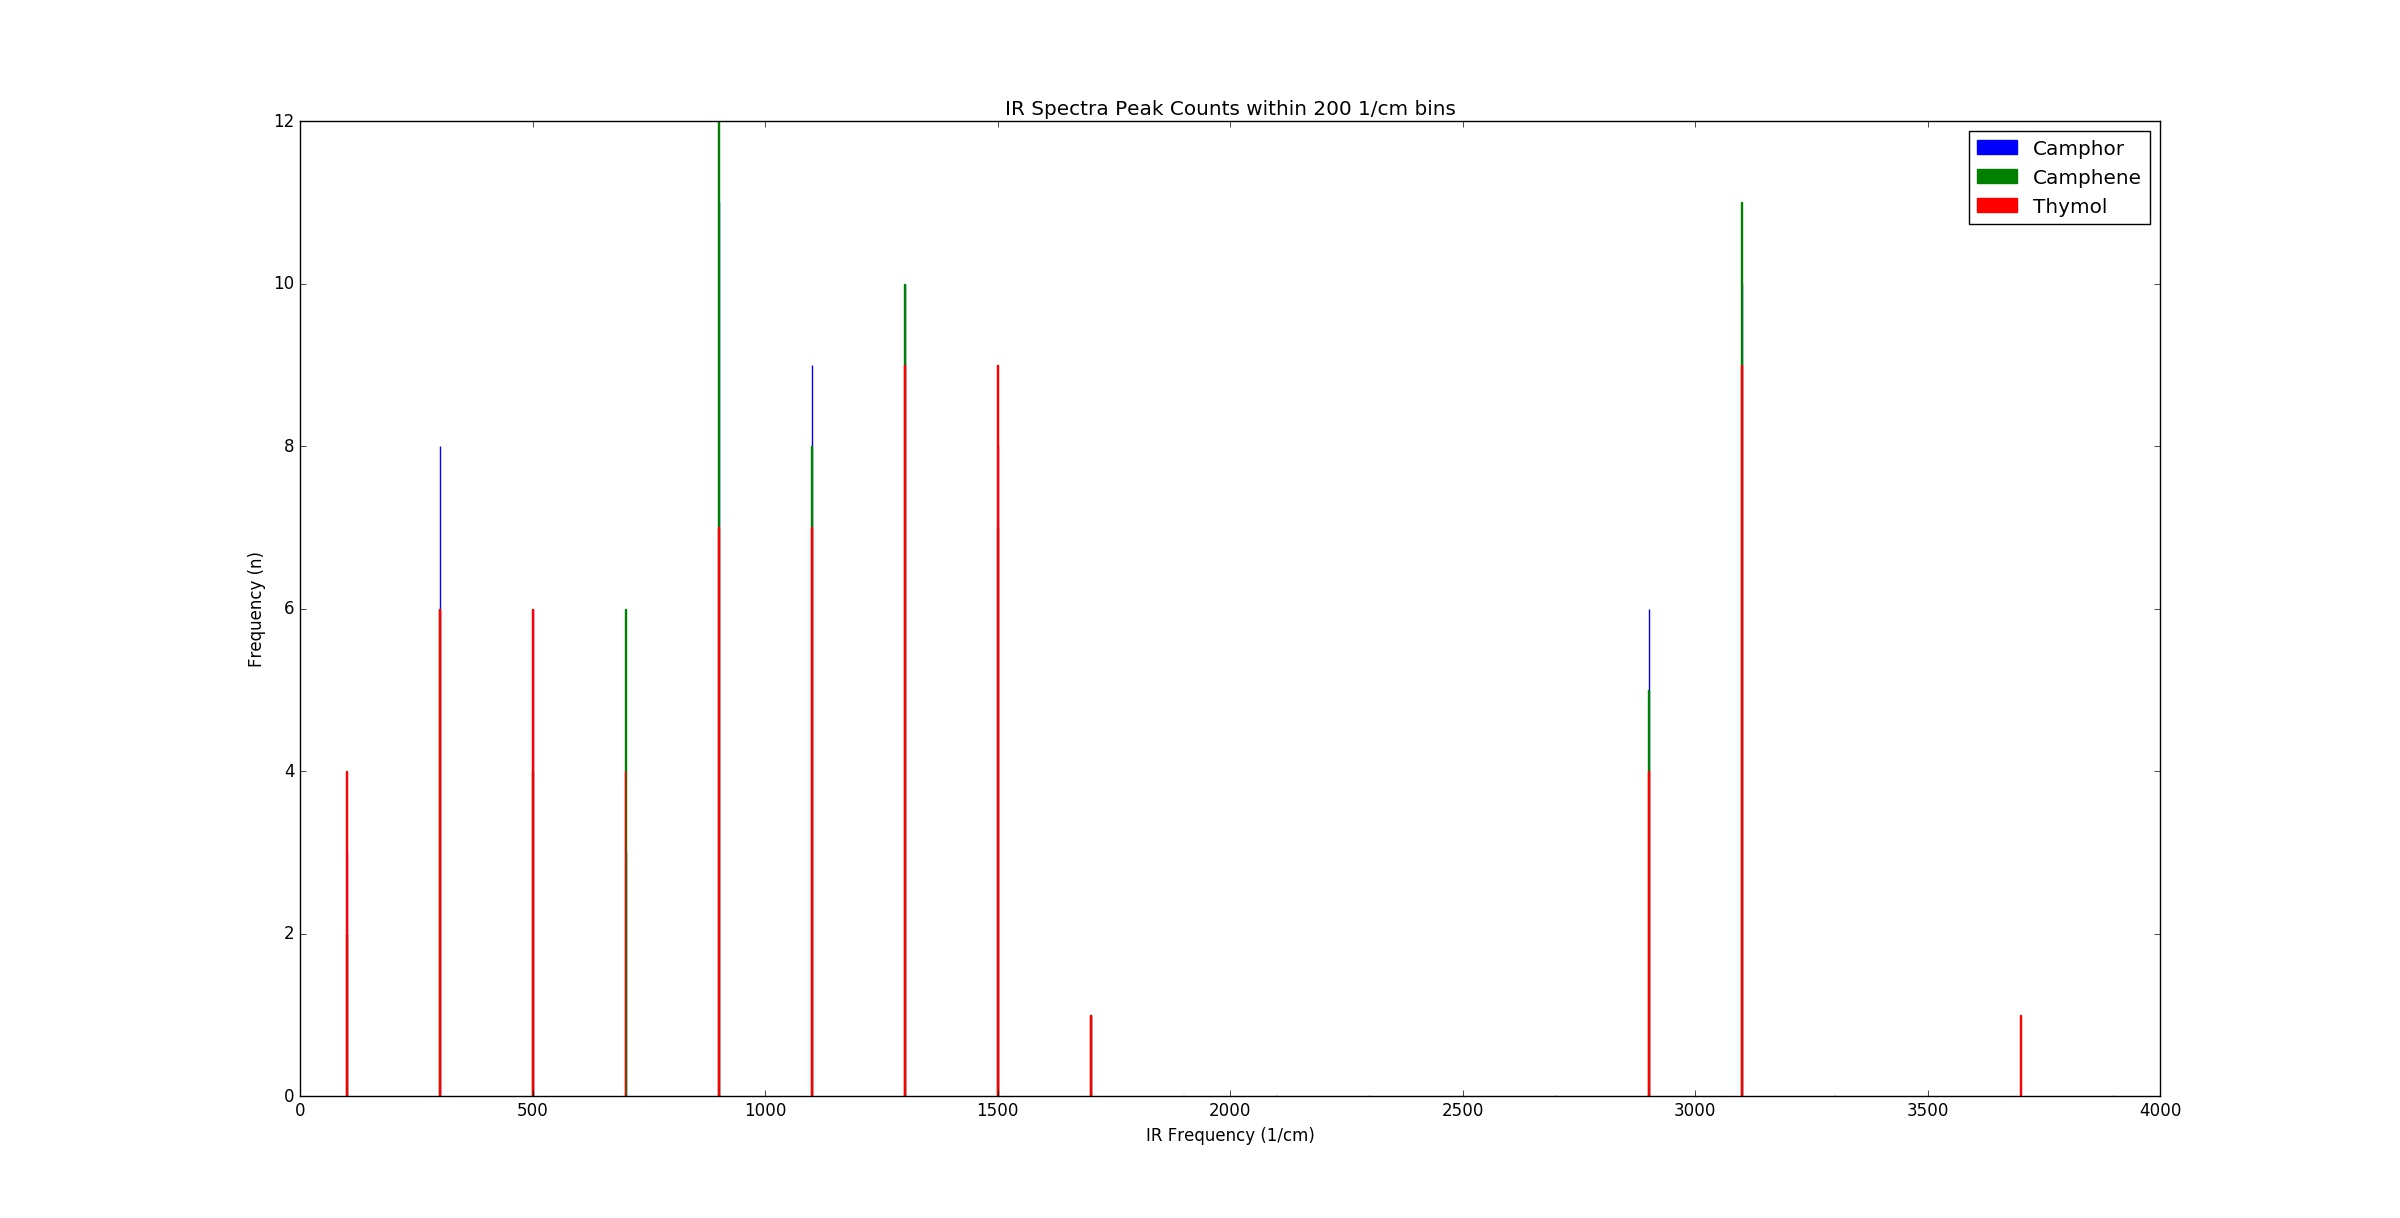 IR Spectra Peak Counts within 200 1/cm bins
12
10
8
6
4
2
0
Frequency (n)
Camphor
Camphene
Thymol
0 500 1000 1500 2000 2500 3000 3500 4000
IR Frequency (1/cm)